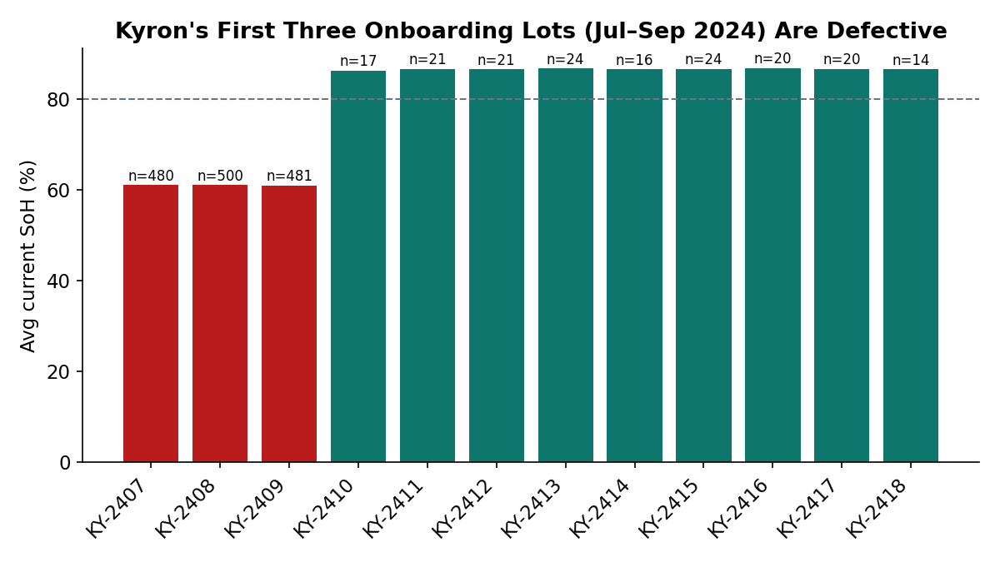 Kyron's First Three Onboarding Lots (Jul–Sep 2024) Are Defective
n=17 n=21 n=21 n=24 n=16 n=24 n=20 n=20 n=14
n=480 n=500 n=481
Avg current SoH (%)
80
60
40
20
0
KY-2407 KY-2408 KY-2409 KY-2410 KY-2411 KY-2412 KY-2413 KY-2414 KY-2415 KY-2416 KY-2417 KY-2418